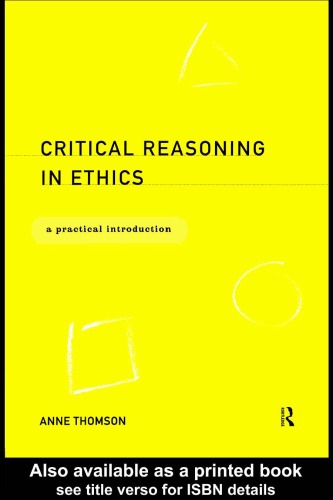 CRITICAL REASONING
IN ETHICS
a practical introduction
ANNE THOMSON
R
ROUTLEDGE
Also available as a printed book
see title verso for ISBN details